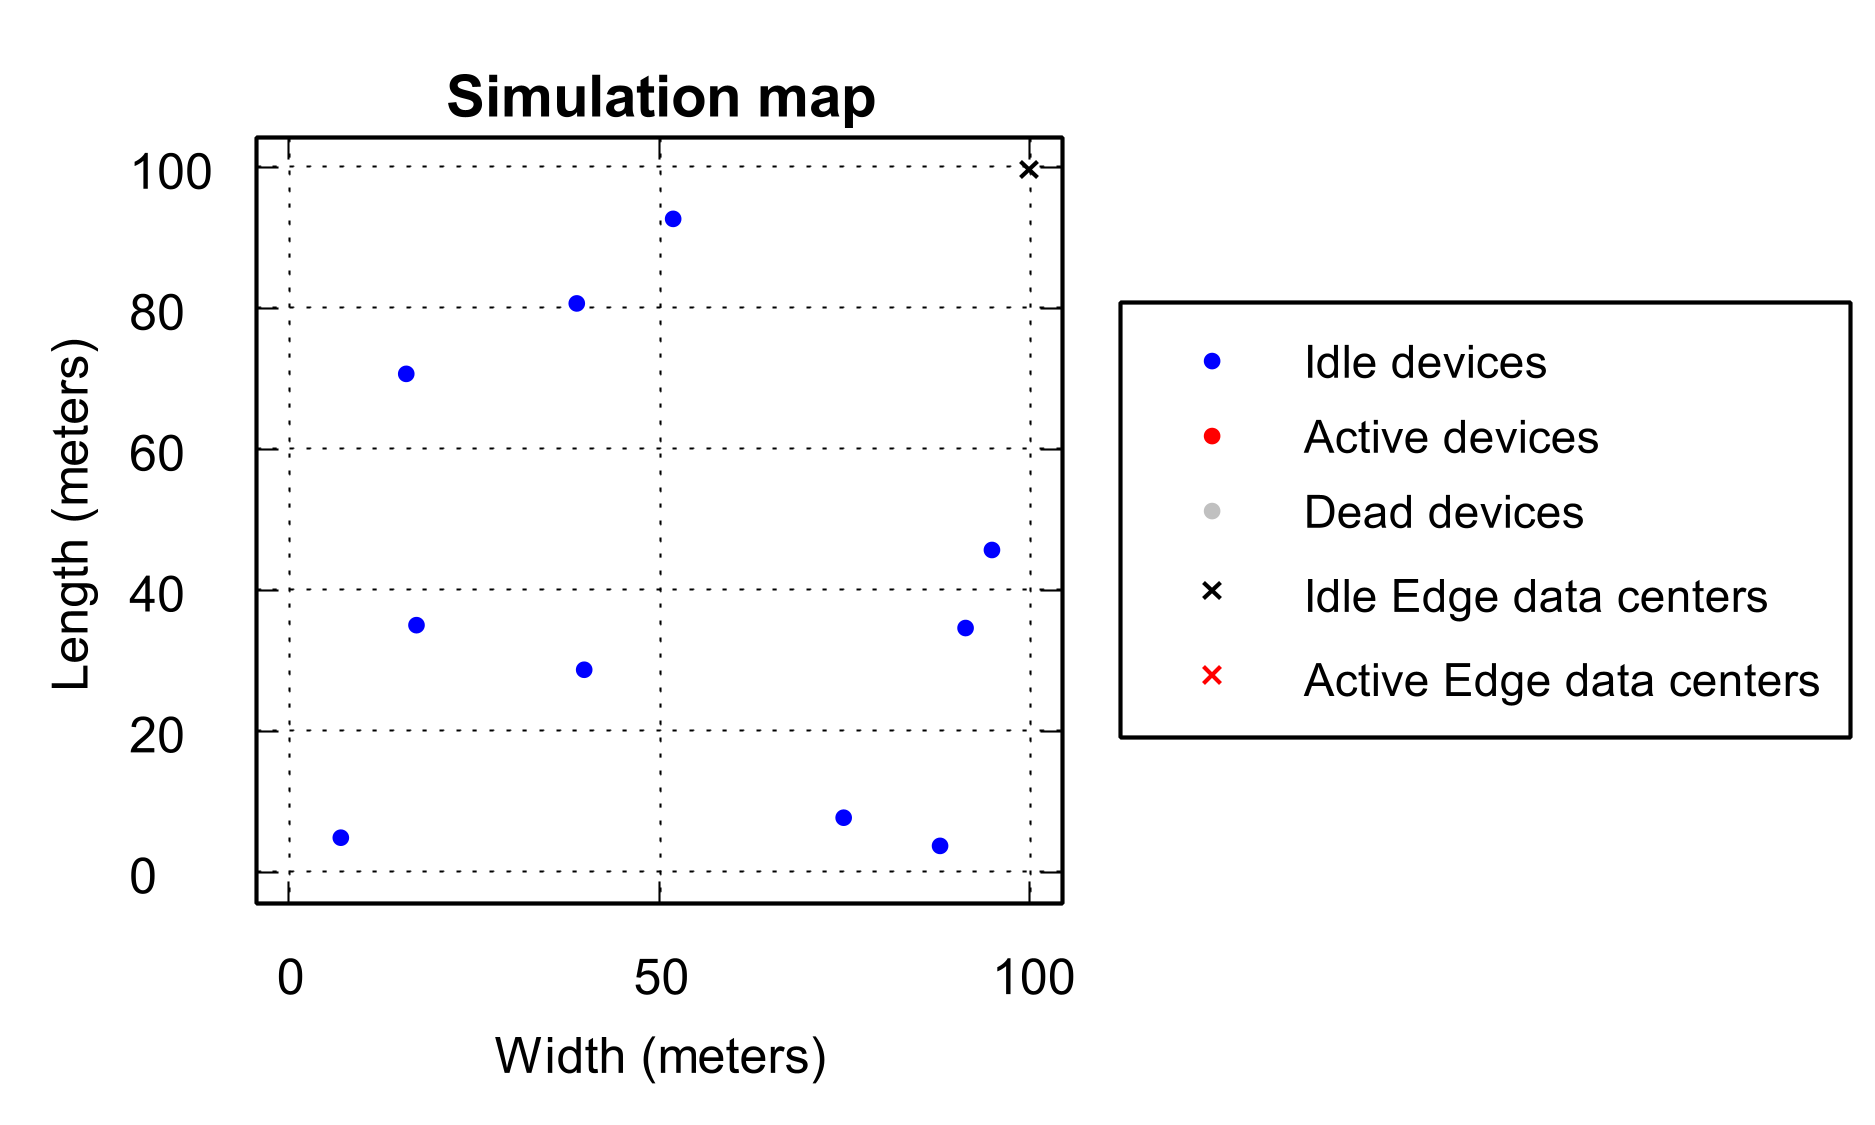 Simulation map
100
80
60
40
20
0
Length (meters)
0 50 100
Width (meters)
Idle devices
Active devices
Dead devices
Idle Edge data centers
Active Edge data centers